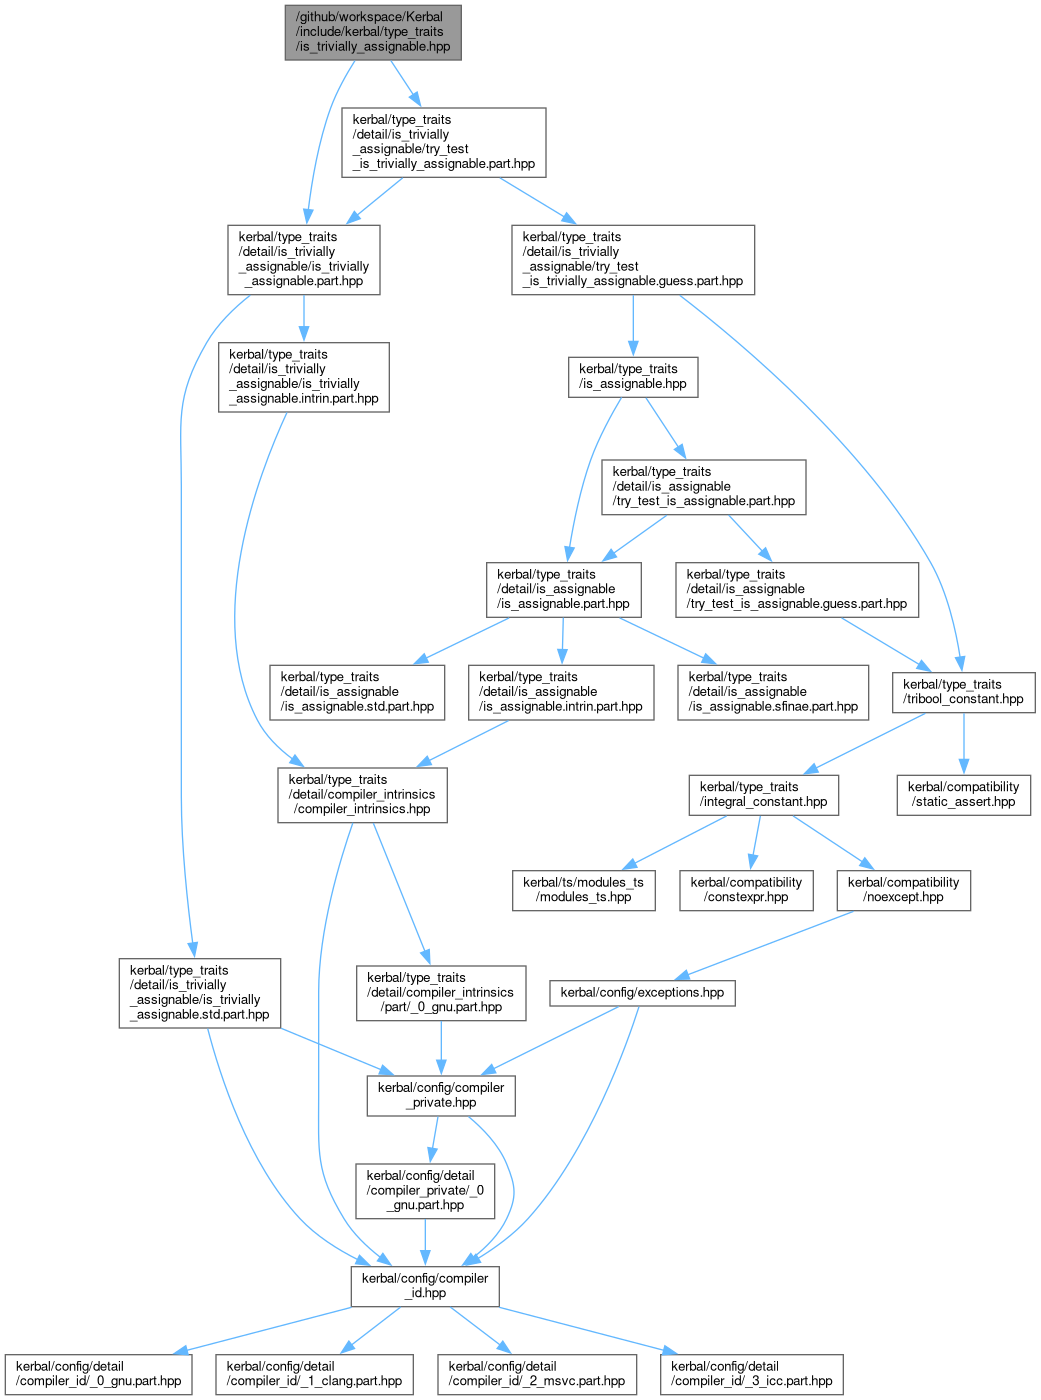 /github/workspace/Kerbal
/include/kerbal/type_traits
/is_trivially_assignable.hpp
kerbal/type_traits
/detail/is_trivially
_assignable/try_test
_is_trivially_assignable.part.hpp
kerbal/type_traits
/detail/is_trivially
_assignable/is_trivially
_assignable.part.hpp
kerbal/type_traits
/detail/is_trivially
_assignable/try_test
_is_trivially_assignable.guess.part.hpp
kerbal/type_traits
/detail/is_trivially
_assignable/is_trivially
_assignable.intrin.part.hpp
kerbal/type_traits
/is_assignable.hpp
kerbal/type_traits
/detail/is_assignable
/try_test_is_assignable.part.hpp
kerbal/type_traits
/detail/is_assignable
/is_assignable.part.hpp
kerbal/type_traits
/detail/is_assignable
/try_test_is_assignable.guess.part.hpp
kerbal/type_traits
/detail/is_assignable
/is_assignable.std.part.hpp
kerbal/type_traits
/detail/is_assignable
/is_assignable.intrin.part.hpp
kerbal/type_traits
/detail/is_assignable
/is_assignable.sfinae.part.hpp
kerbal/type_traits
/tribool_constant.hpp
kerbal/type_traits
/detail/compiler_intrinsics
/compiler_intrinsics.hpp
kerbal/type_traits
/integral_constant.hpp
kerbal/compatibility
/static_assert.hpp
kerbal/ts/modules_ts
/modules_ts.hpp
kerbal/compatibility
/constexpr.hpp
kerbal/compatibility
/noexcept.hpp
kerbal/type_traits
/detail/is_trivially
_assignable/is_trivially
_assignable.std.part.hpp
kerbal/type_traits
/detail/compiler_intrinsics
/part/_0_gnu.part.hpp
kerbal/config/exceptions.hpp
kerbal/config/compiler
_private.hpp
kerbal/config/detail
/compiler_private/_0
_gnu.part.hpp
kerbal/config/compiler
_id.hpp
kerbal/config/detail
/compiler_id/_0_gnu.part.hpp
kerbal/config/detail
/compiler_id/_1_clang.part.hpp
kerbal/config/detail
/compiler_id/_2_msvc.part.hpp
kerbal/config/detail
/compiler_id/_3_icc.part.hpp